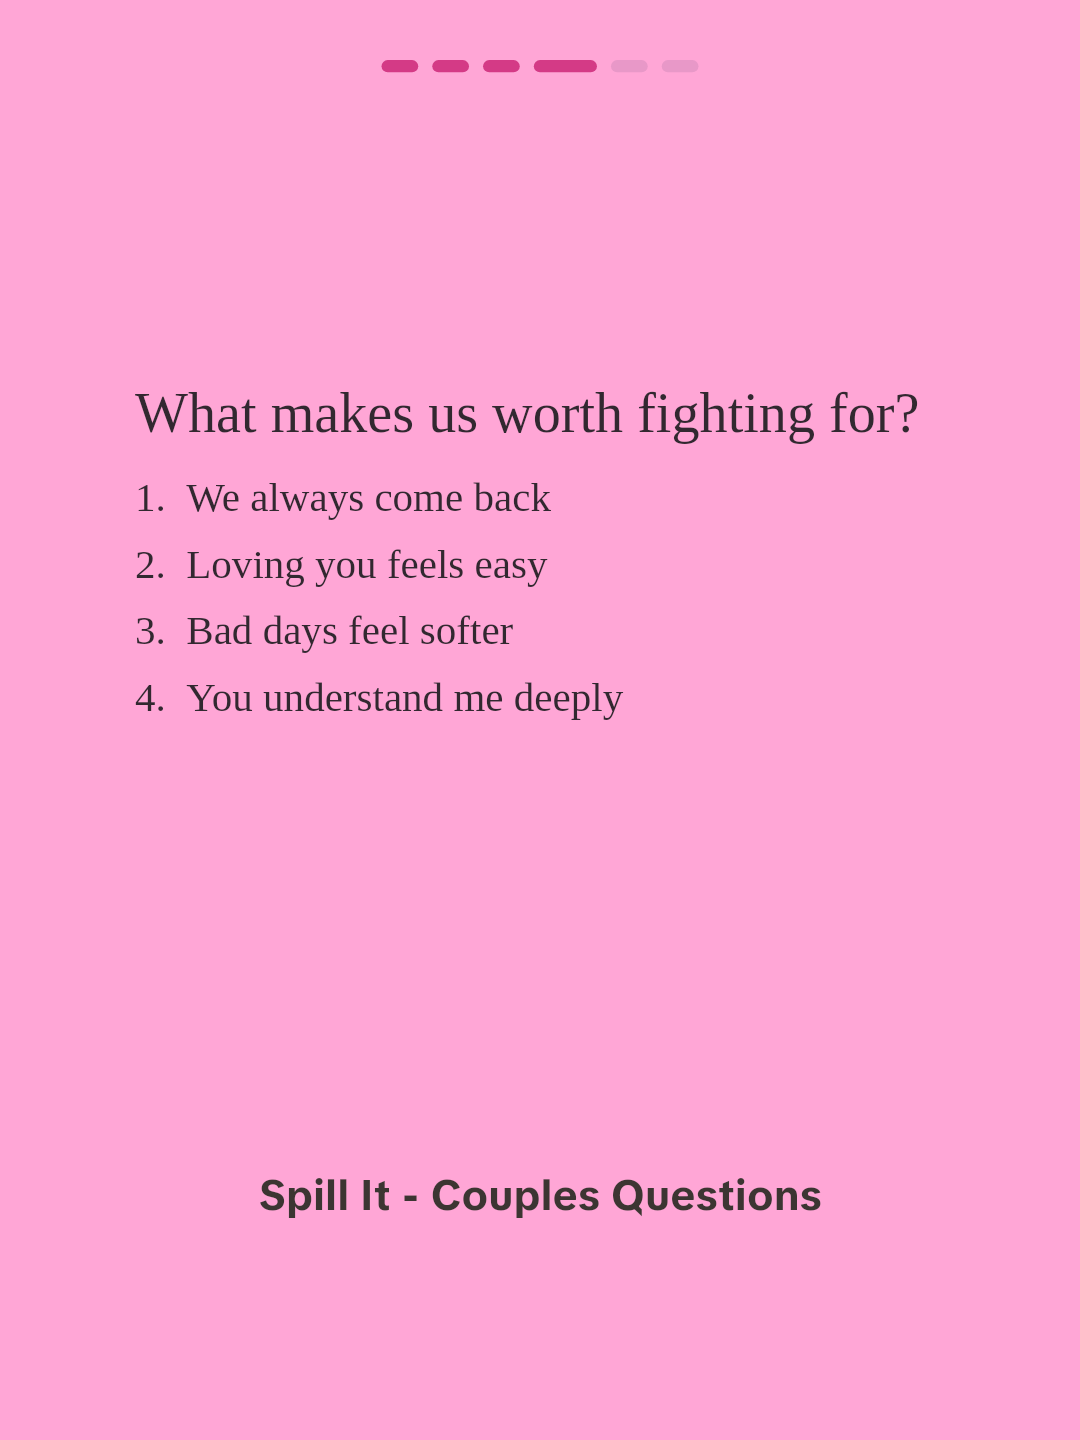 What makes us worth fighting for?
1. We always come back
2. Loving you feels easy
3. Bad days feel softer
4. You understand me deeply
Spill It - Couples Questions